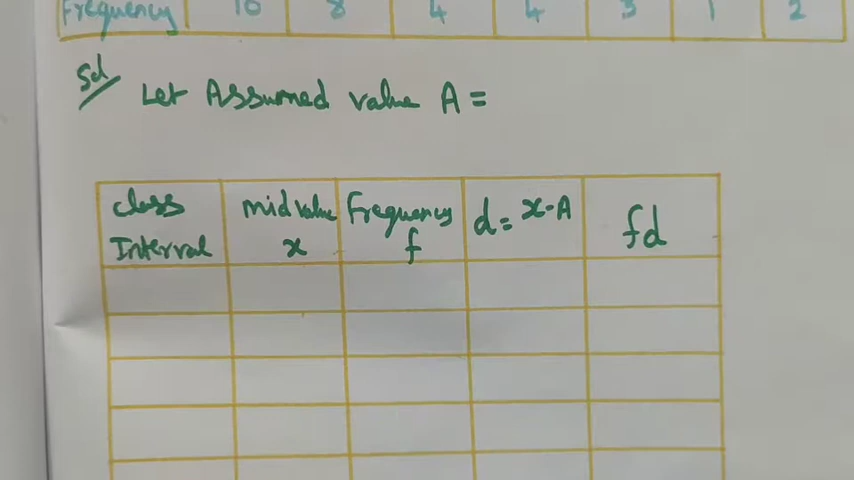 Frequency 10 8 4 4 3 1 2
Sol Let Assumed value A =
class Interval
mid value x
Frequency f
d = x-A
fd